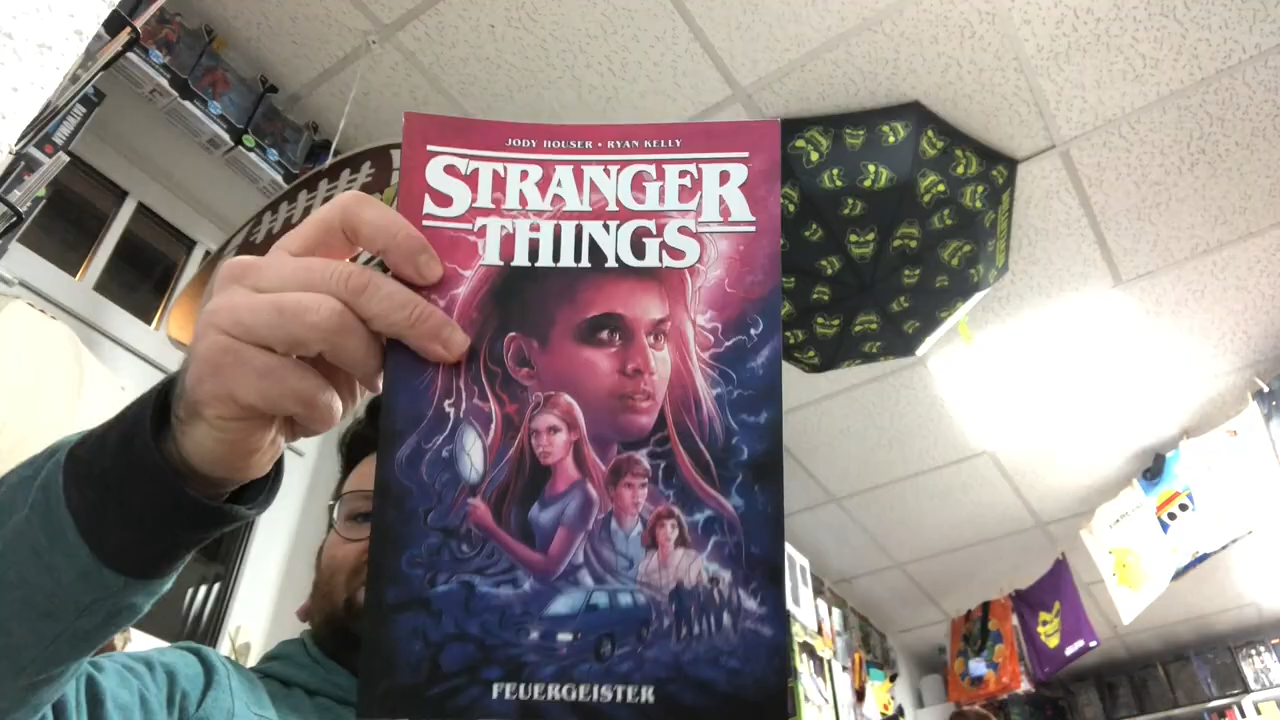 JODY HOUSER • RYAN KELLY
STRANGER
THINGS
FEUERGEISTER